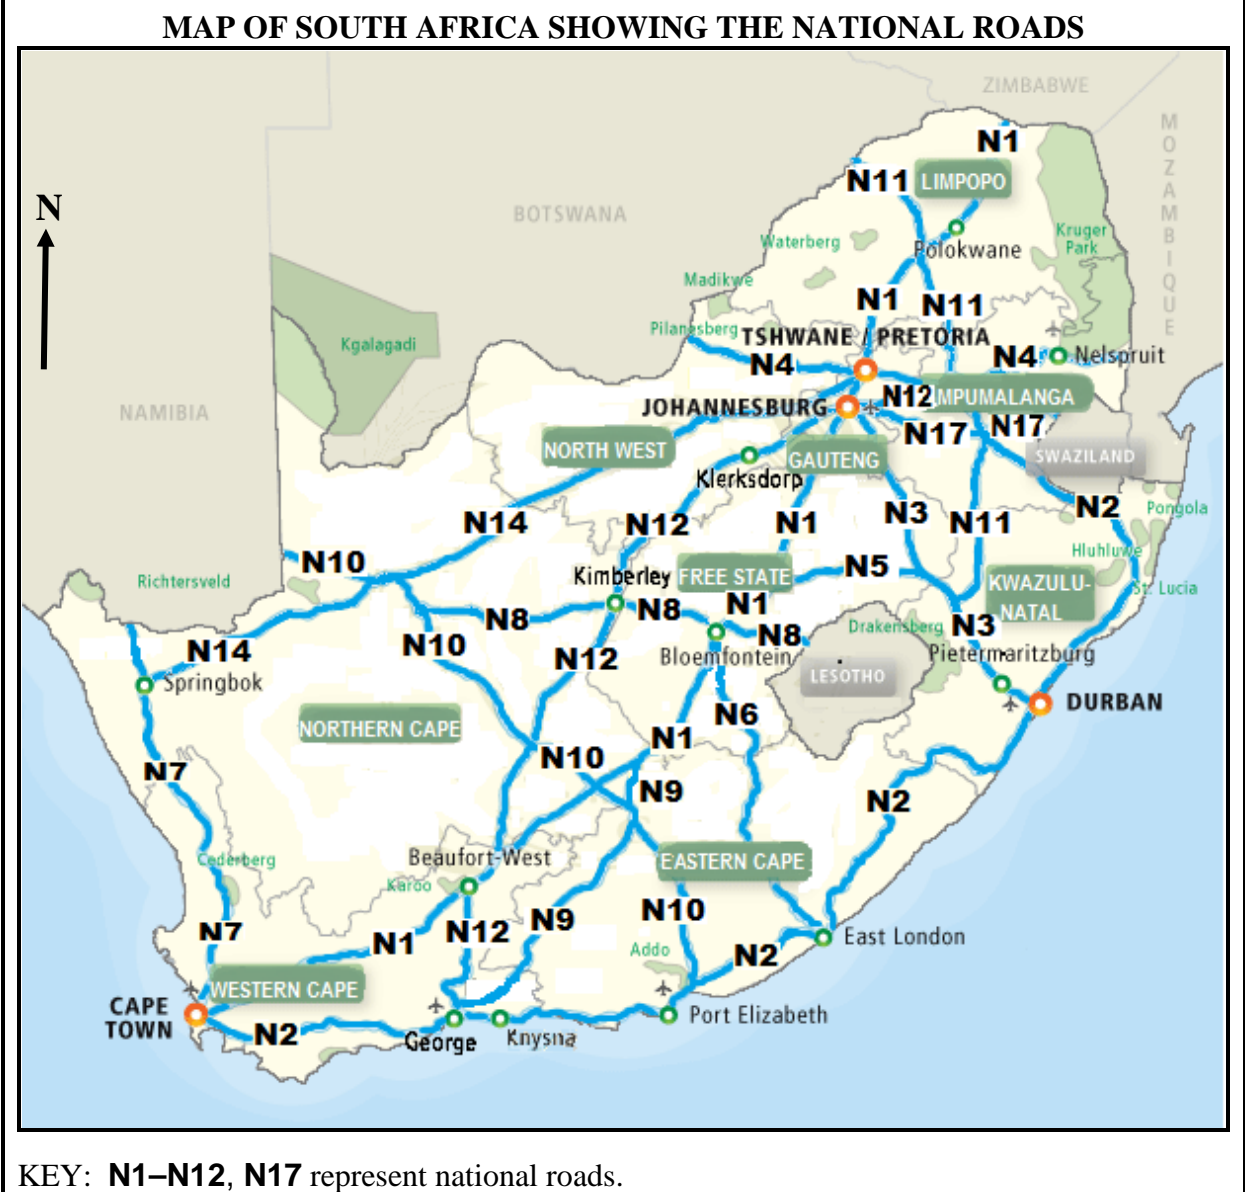 MAP OF SOUTH AFRICA SHOWING THE NATIONAL ROADS
ZIMBABWE
MOZAMBIQUE
N1
N11
LIMPOPO
N
BOTSWANA
Waterberg
Polokwane
Kruger
Park
Madikwe
N1
N11
Pilanesberg
TSHWANE / PRETORIA
Kgalagadi
N4
N4
Nelspruit
NAMIBIA
JOHANNESBURG
N12
MPUMALANGA
N17
N17
NORTH WEST
GAUTENG
SWAZILAND
Klerksdorp
N14
N12
N1
N3
N11
N2
Pongola
Hluhluwe
N10
Richtersveld
Kimberley
FREE STATE
N5
KWAZULU-
NATAL
St. Lucia
N8
N8
N1
N8
Drakensberg
N3
N14
N10
N12
Bloemfontein
Pietermaritzburg
Springbok
LESOTHO
DURBAN
NORTHERN CAPE
N6
N1
N7
N10
N9
N2
Cederberg
Beaufort-West
EASTERN CAPE
Karoo
N7
N1
N12
N9
N10
Addo
N2
East London
WESTERN CAPE
CAPE
TOWN
N2
George
Knysna
Port Elizabeth
KEY: N1–N12, N17 represent national roads.